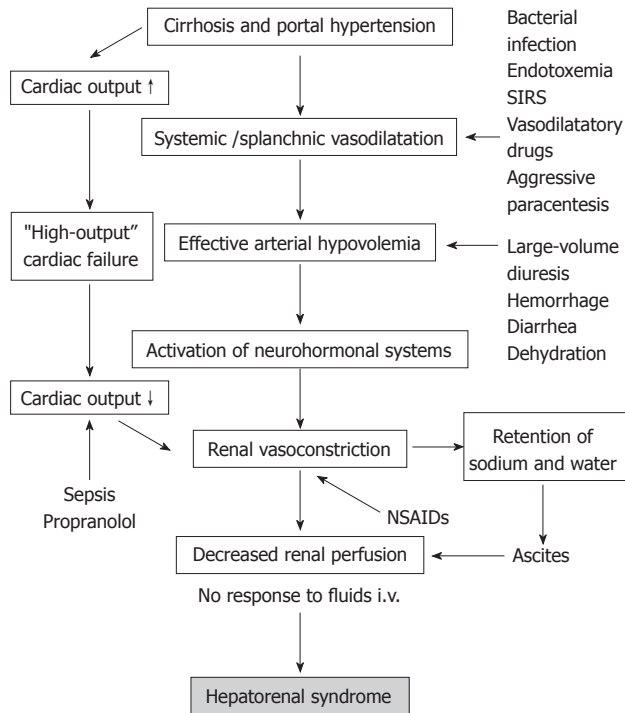 Cirrhosis and portal hypertension
Cardiac output ↑
Systemic /splanchnic vasodilatation
Bacterial
infection
Endotoxemia
SIRS
Vasodilatatory
drugs
Aggressive
paracentesis
"High-output”
cardiac failure
Effective arterial hypovolemia
Large-volume
diuresis
Hemorrhage
Diarrhea
Dehydration
Activation of neurohormonal systems
Cardiac output ↓
Renal vasoconstriction
Retention of
sodium and water
Sepsis
Propranolol
NSAIDs
Decreased renal perfusion
Ascites
No response to fluids i.v.
Hepatorenal syndrome